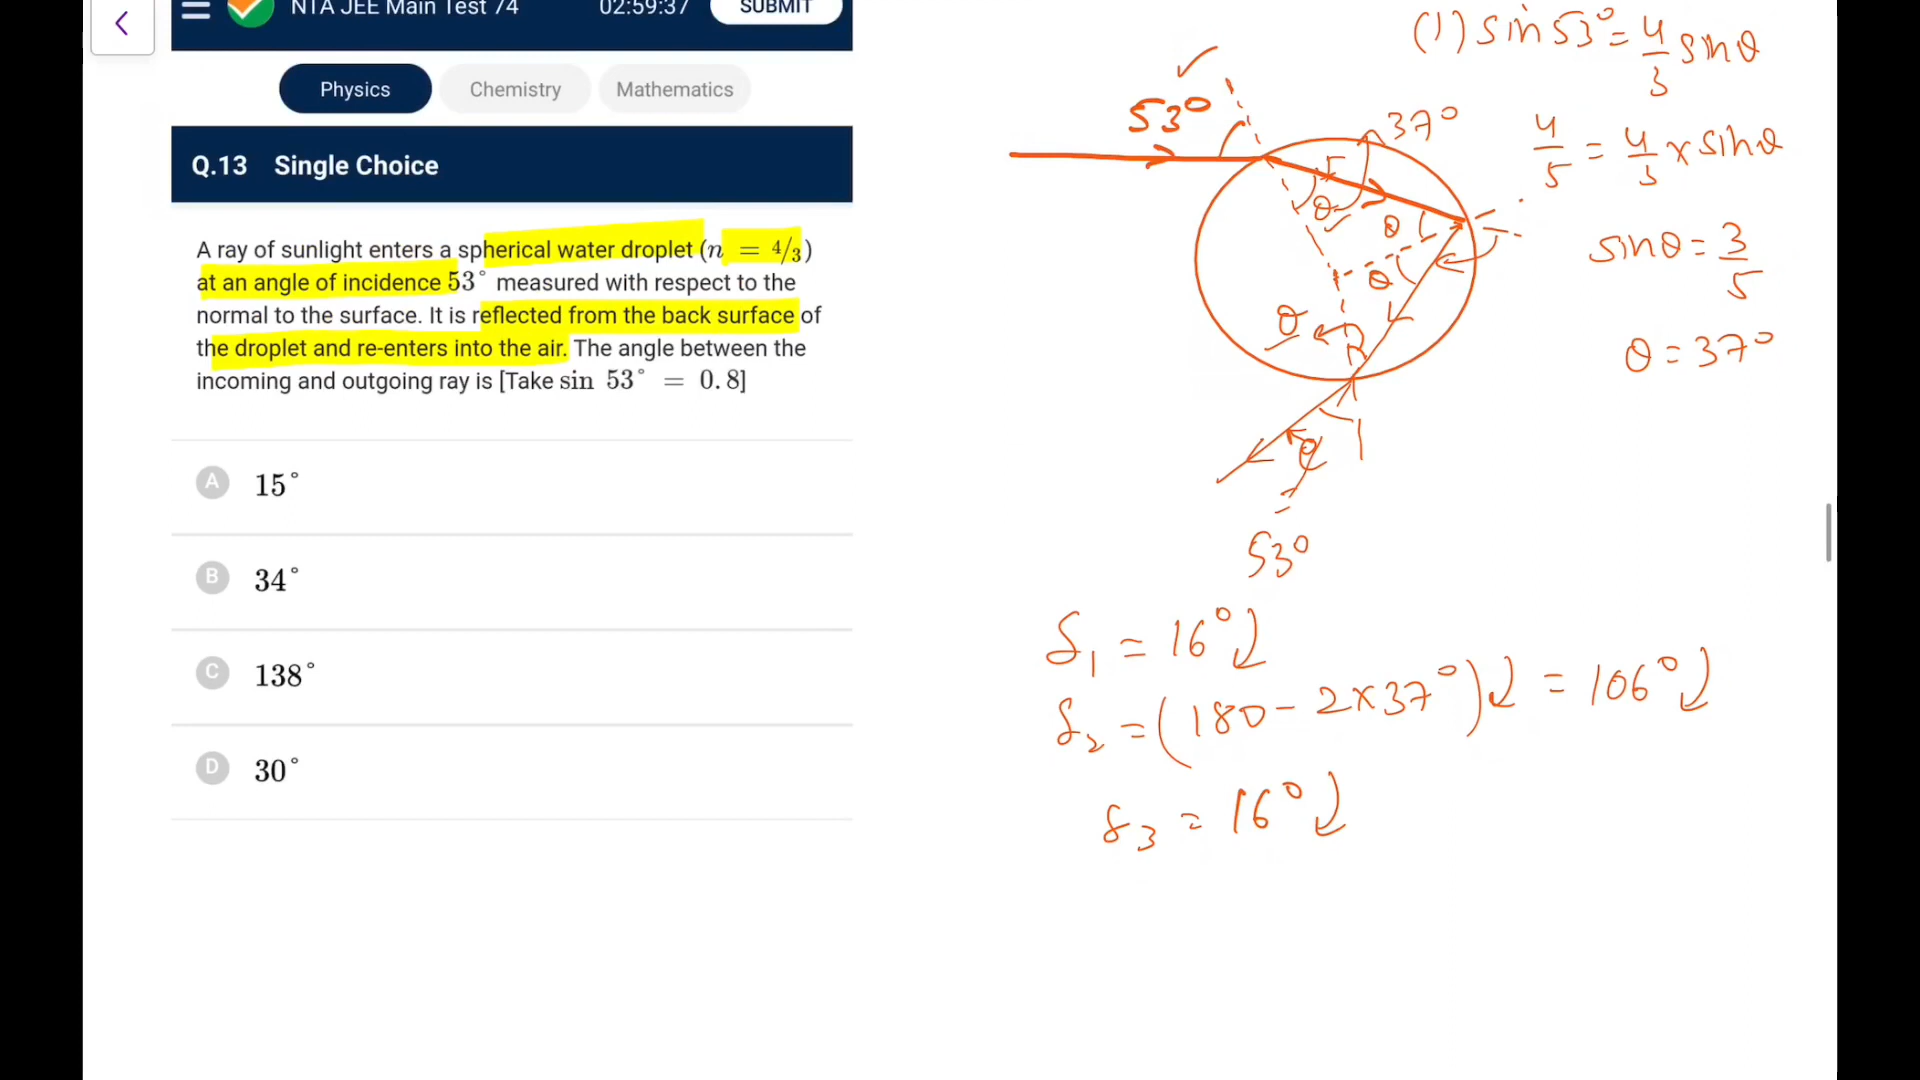 NTA JEE Main Test 74
02:59:37
SUBMIT
Physics
Chemistry
Mathematics
Q.13 Single Choice
A ray of sunlight enters a spherical water droplet (n = 4/3)
at an angle of incidence 53° measured with respect to the
normal to the surface. It is reflected from the back surface of
the droplet and re-enters into the air. The angle between the
incoming and outgoing ray is [Take sin 53° = 0.8]
A 15°
B 34°
C 138°
D 30°
(1) sin 53° = 4/3 sinθ
53°
37°
4/5 = 4/3 x sinθ
I
θ
θ
θ
sinθ = 3/5
θ
R
θ = 37°
53°
δ₁ = 16°
δ₂ = (180 - 2x37°) = 106°
δ₃ = 16°